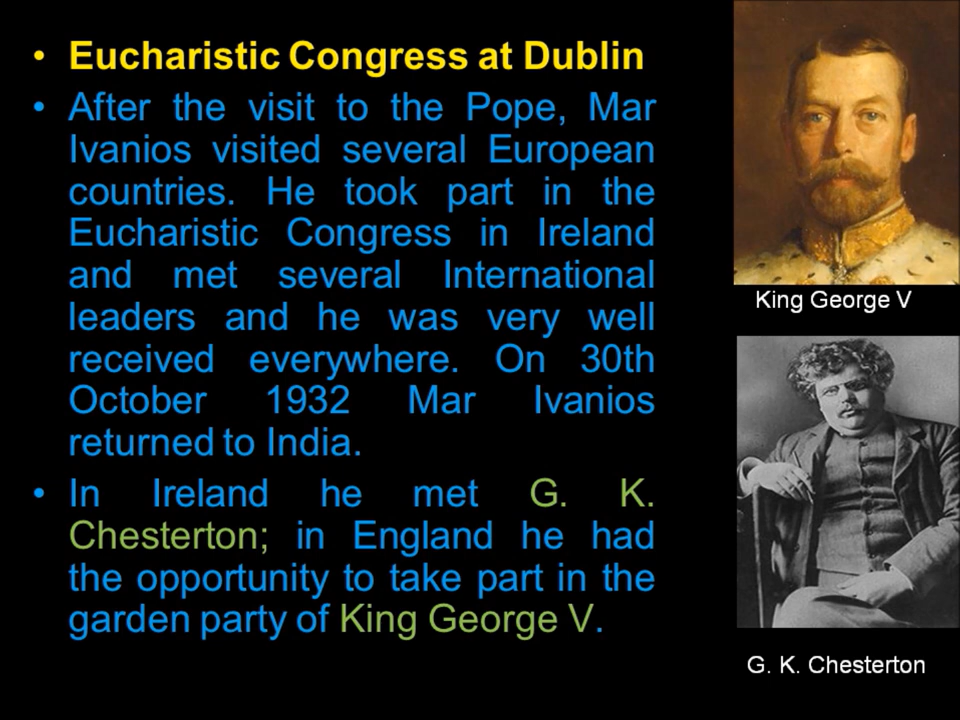 • Eucharistic Congress at Dublin
• After the visit to the Pope, Mar
Ivanios visited several European
countries. He took part in the
Eucharistic Congress in Ireland
and met several International
leaders and he was very well
received everywhere. On 30th
October 1932 Mar Ivanios
returned to India.
• In Ireland he met G. K.
Chesterton; in England he had
the opportunity to take part in the
garden party of King George V.
King George V
G. K. Chesterton